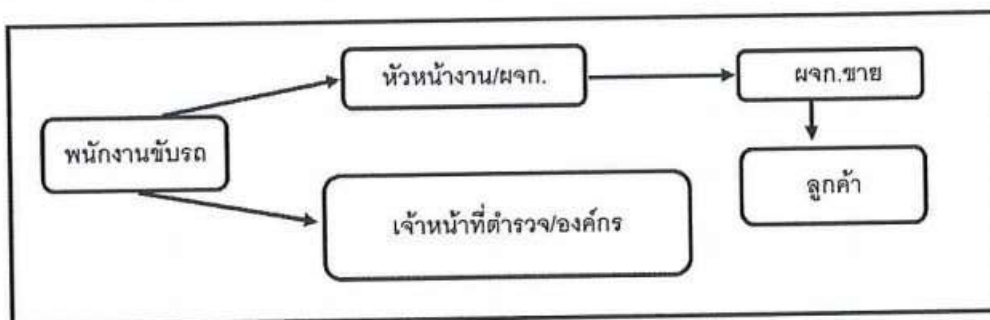 หัวหน้างาน/ผจก.
ผจก.ขาย
พนักงานขับรถ
ลูกค้า
เจ้าหน้าที่ตำรวจ/องค์กร